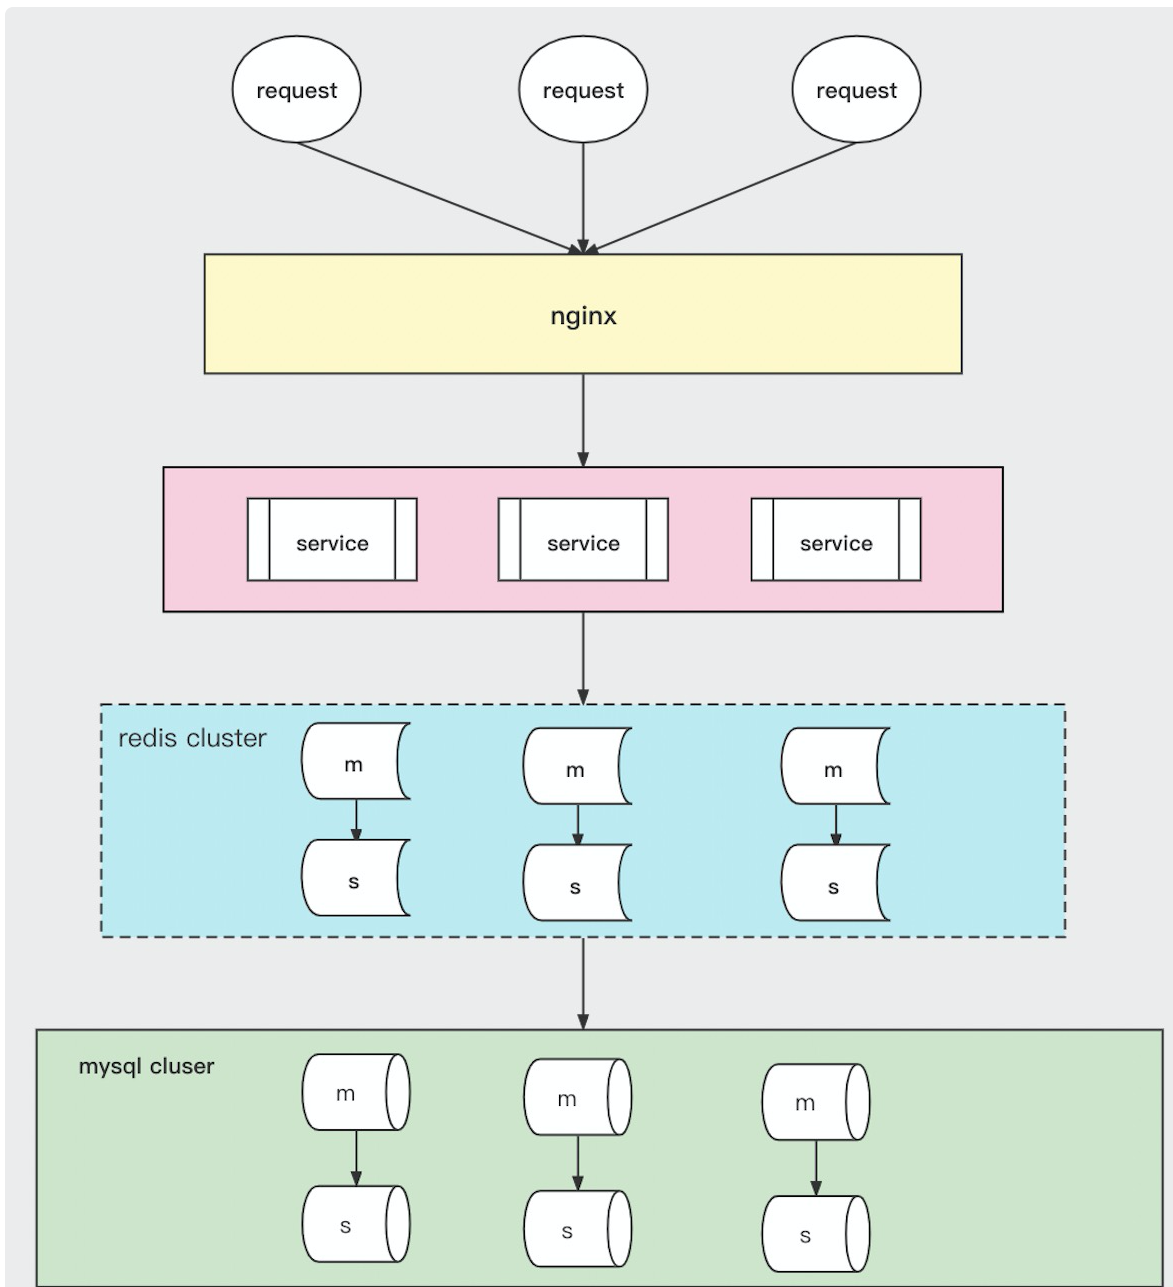 request
request
request
nginx
service
service
service
redis cluster
m
m
m
s
s
s
mysql cluser
m
m
m
s
s
s